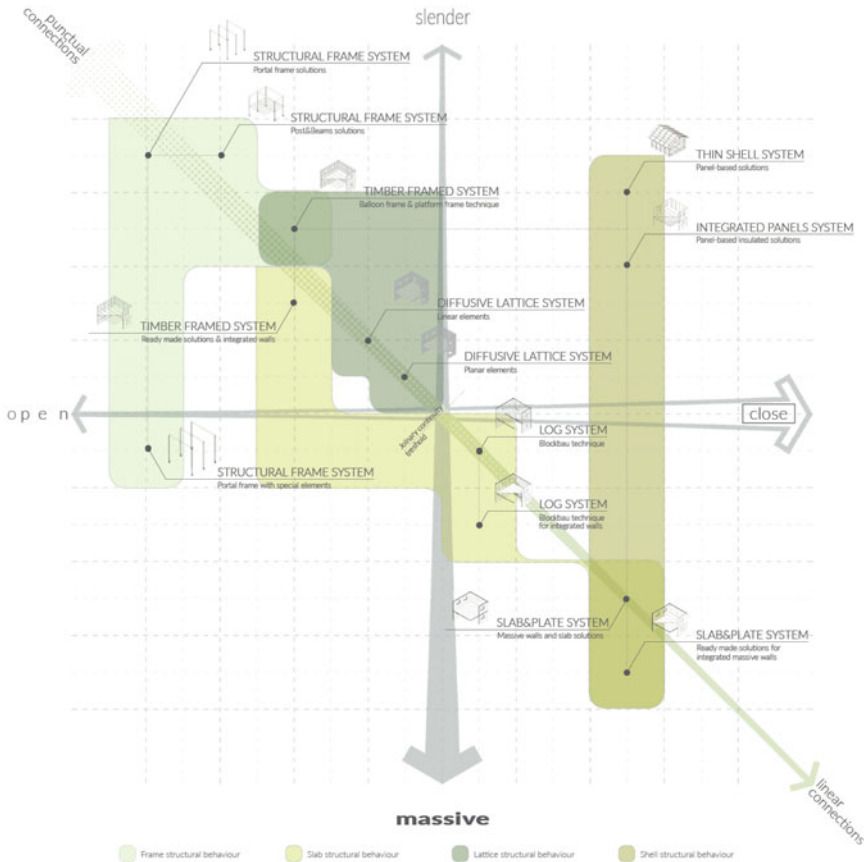 slender
punctual
connections
STRUCTURAL FRAME SYSTEM
Portal frame solutions
STRUCTURAL FRAME SYSTEM
Post&Beams solutions
THIN SHELL SYSTEM
Panel-based solutions
TIMBER FRAMED SYSTEM
Balloon frame & platform frame technique
INTEGRATED PANELS SYSTEM
Panel-based insulated solutions
DIFFUSIVE LATTICE SYSTEM
Linear elements
TIMBER FRAMED SYSTEM
Ready made solutions & integrated walls
DIFFUSIVE LATTICE SYSTEM
Planar elements
open
close
Joinary continuity
treshold
LOG SYSTEM
Blockbau technique
STRUCTURAL FRAME SYSTEM
Portal frame with special elements
LOG SYSTEM
Blockbau technique
for integrated walls
SLAB&PLATE SYSTEM
Massive walls and slab solutions
SLAB&PLATE SYSTEM
Ready made solutions for
integrated massive walls
linear
connections
massive
Frame structural behaviour
Slab structural behaviour
Lattice structural behaviour
Shell structural behaviour